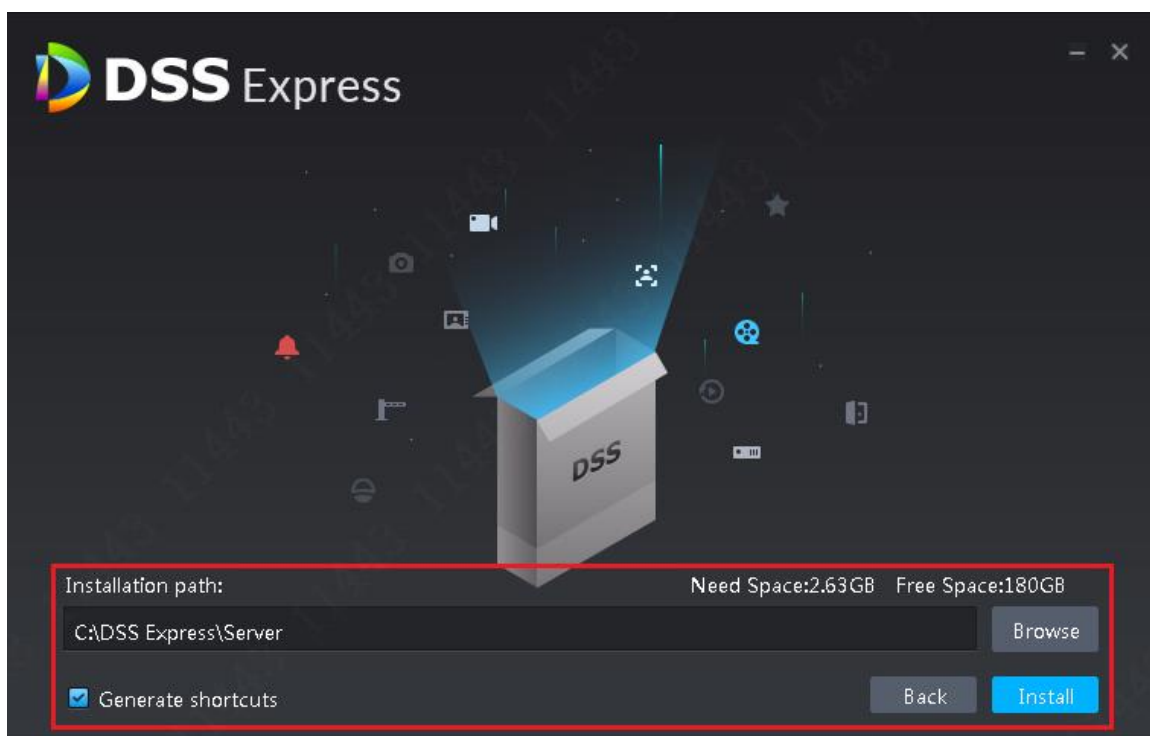 DSS Express
DSS
Installation path:
Need Space:2.63GB Free Space:180GB
C:\DSS Express\Server
Browse
Generate shortcuts
Back
Install